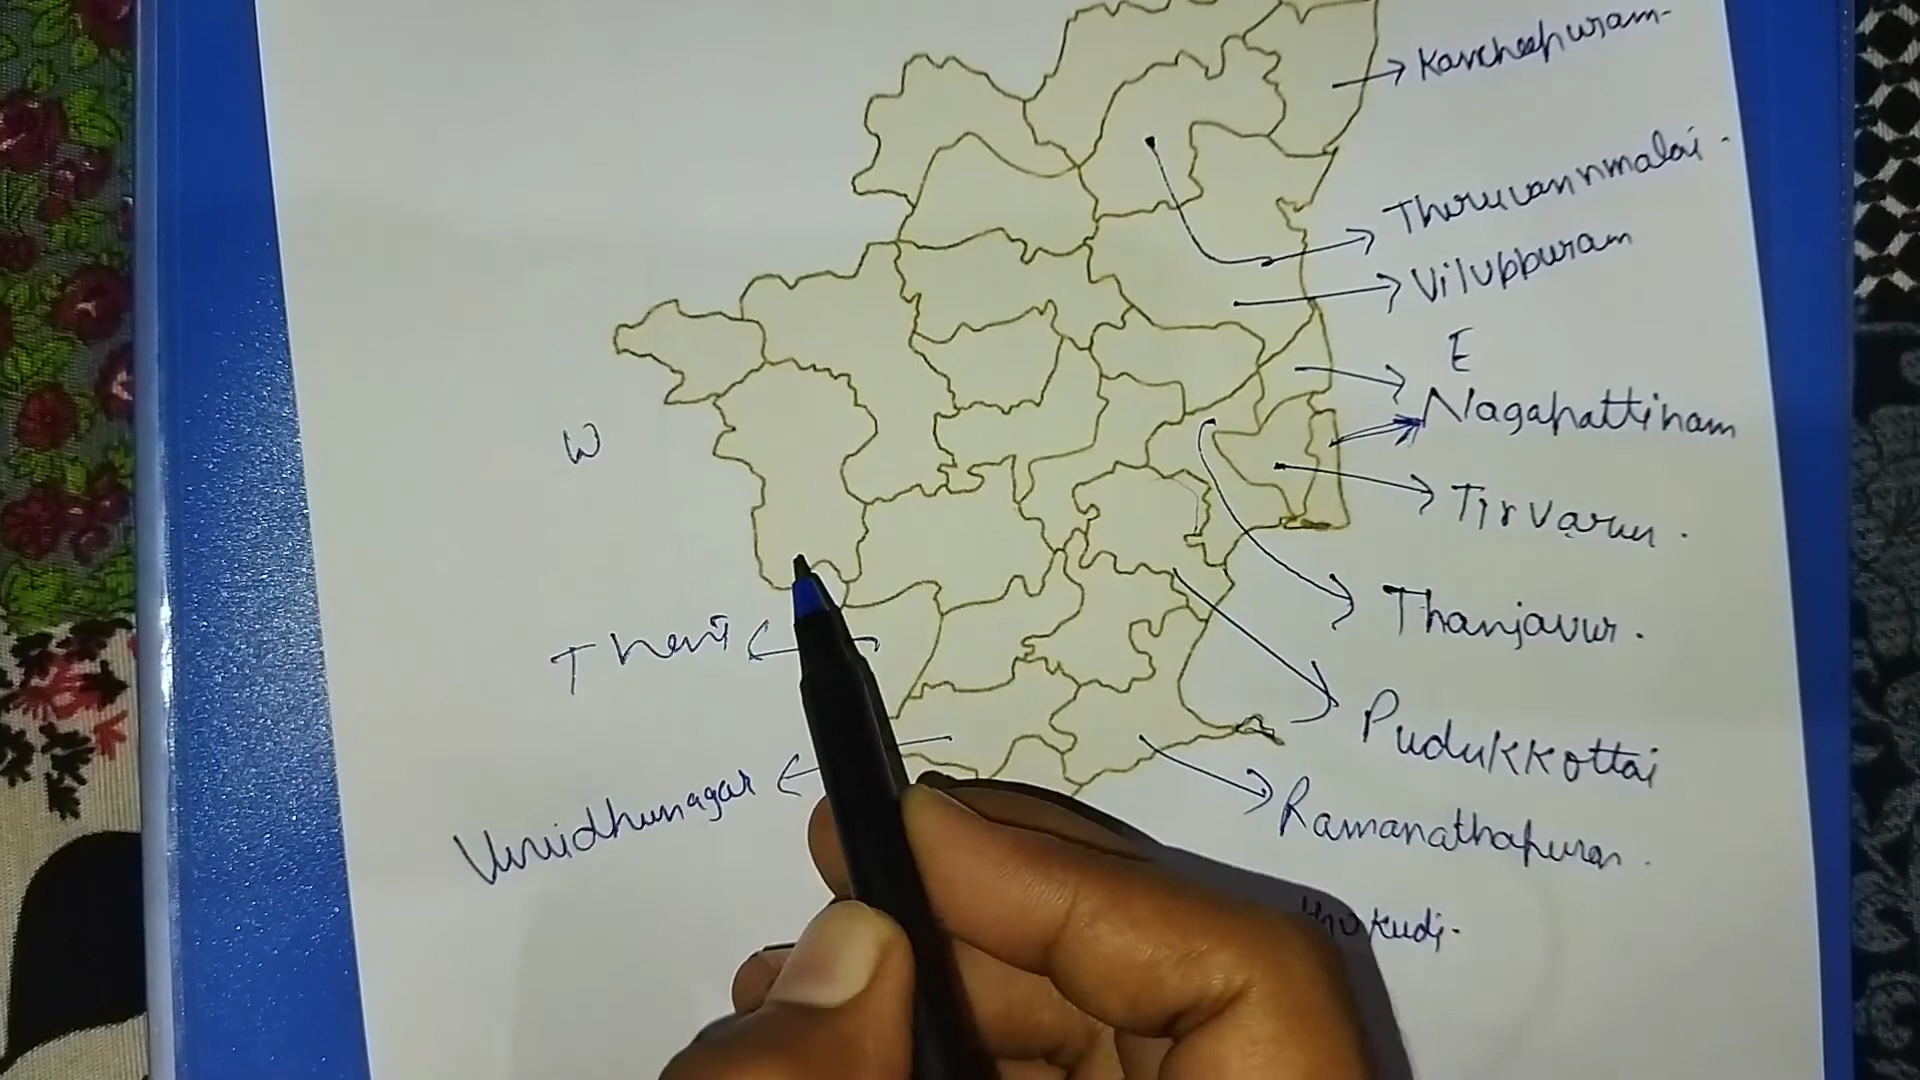 Kancheepuram-
Thiruvannmalai.
Viluppuram
E
Nagapattinam
W
Tirvarur.
Thanjavur.
Theni
Pudukkottai
Virudhunagar
Ramanathapuram.